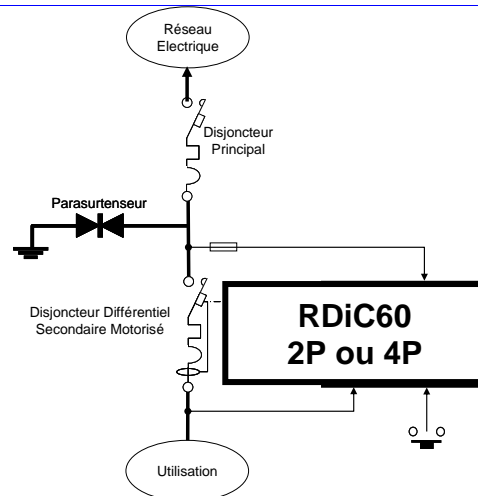 Réseau
Electrique
Disjoncteur
Principal
Parasurtenseur
Disjoncteur Différentiel
Secondaire Motorisé
RDiC60
2P ou 4P
Utilisation